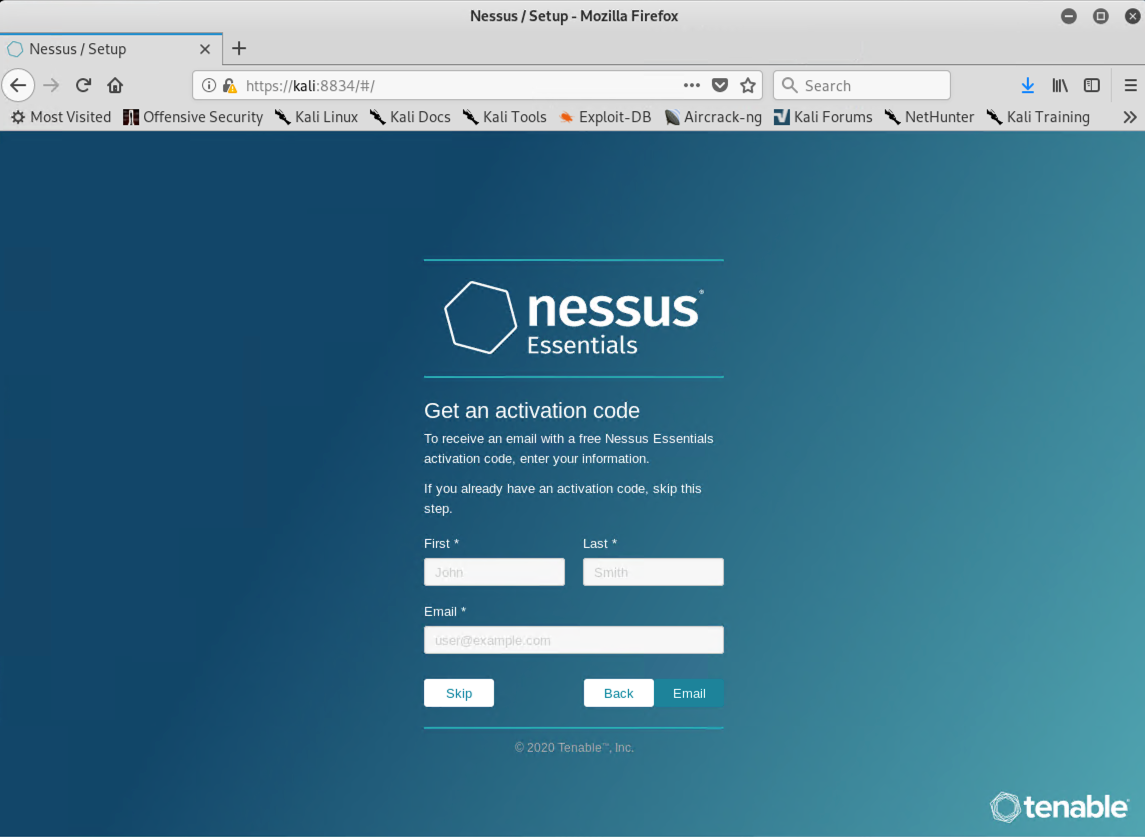 Nessus / Setup - Mozilla Firefox
Nessus / Setup
https://kali:8834/#/
Search
Most Visited Offensive Security Kali Linux Kali Docs Kali Tools Exploit-DB Aircrack-ng Kali Forums NetHunter Kali Training
nessus®
Essentials
Get an activation code
To receive an email with a free Nessus Essentials
activation code, enter your information.
If you already have an activation code, skip this
step.
First * Last *
John Smith
Email *
user@example.com
Skip Back Email
© 2020 Tenable™, Inc.
tenable®